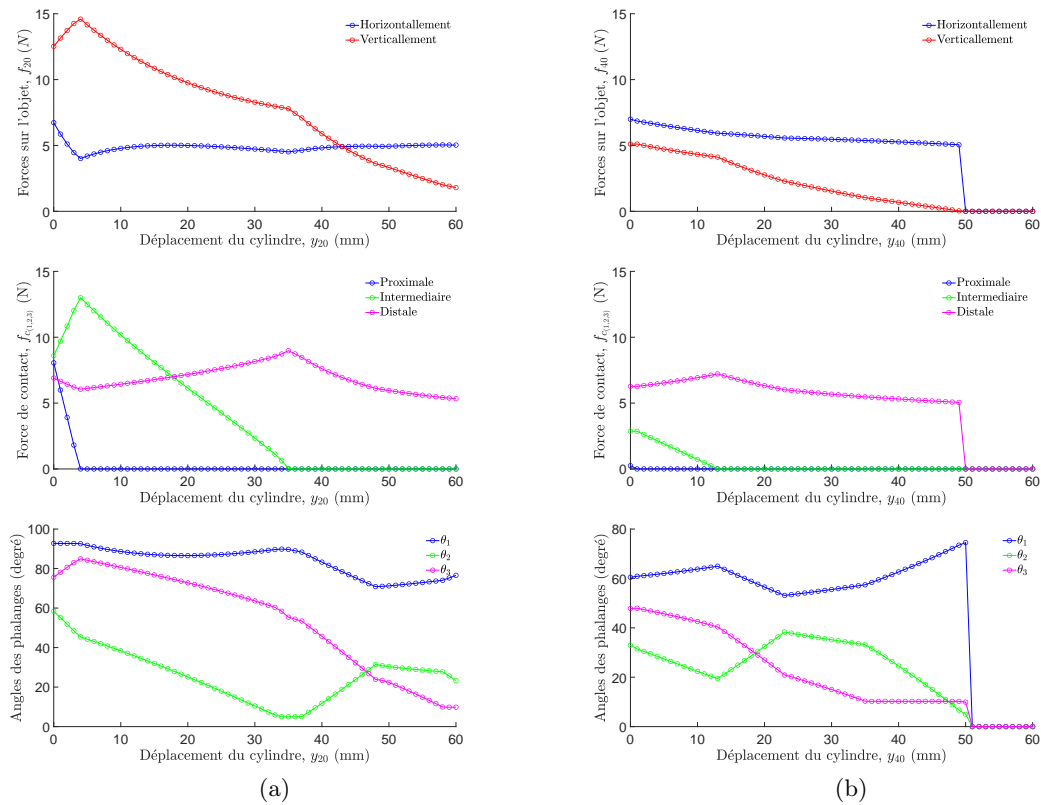 15
10
5
0
Forces sur l'objet, f20 (N)
Horizontallement
Verticallement
0 10 20 30 40 50 60
Déplacement du cylindre, y20 (mm)
15
10
5
0
Forces sur l'objet, f40 (N)
Horizontallement
Verticallement
0 10 20 30 40 50 60
Déplacement du cylindre, y40 (mm)
15
10
5
0
Force de contact, fc(1,2,3) (N)
Proximale
Intermediaire
Distale
0 10 20 30 40 50 60
Déplacement du cylindre, y20 (mm)
15
10
5
0
Force de contact, fc(1,2,3) (N)
Proximale
Intermediaire
Distale
0 10 20 30 40 50 60
Déplacement du cylindre, y40 (mm)
100
80
60
40
20
0
Angles des phalanges (degré)
θ1
θ2
θ3
0 10 20 30 40 50 60
Déplacement du cylindre, y20 (mm)
80
60
40
20
0
Angles des phalanges (degré)
θ1
θ2
θ3
0 10 20 30 40 50 60
Déplacement du cylindre, y40 (mm)
(a)
(b)